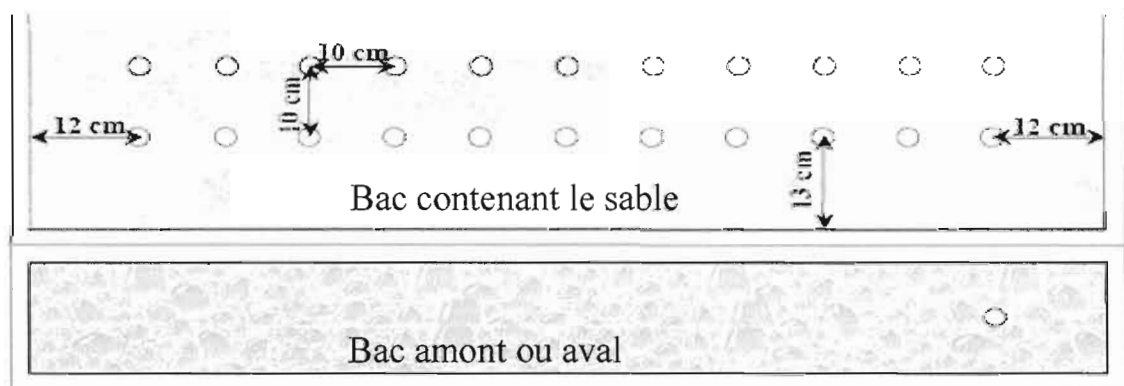 10 cm
10 cm
12 cm
12 cm
13 cm
Bac contenant le sable
Bac amont ou aval